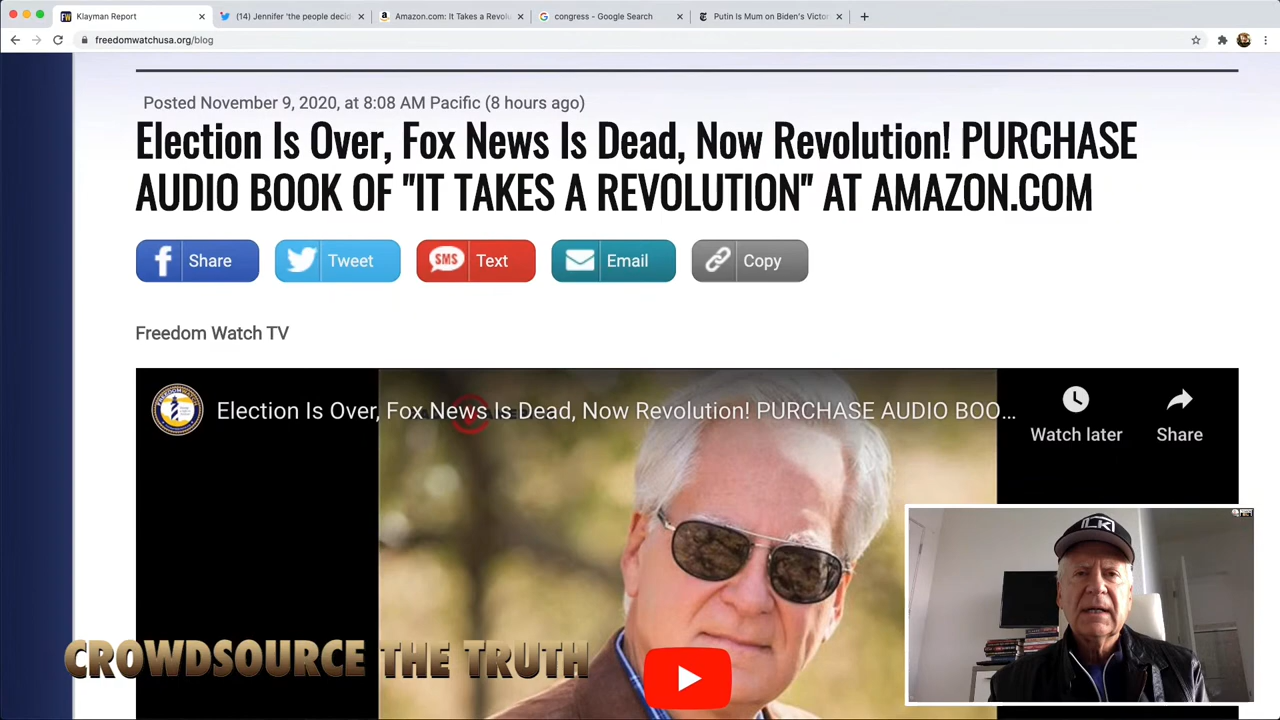 FW Klayman Report
(14) Jennifer 'the people decid
Amazon.com: It Takes a Revolu
congress - Google Search
Putin Is Mum on Biden's Victor
freedomwatchusa.org/blog
Posted November 9, 2020, at 8:08 AM Pacific (8 hours ago)
Election Is Over, Fox News Is Dead, Now Revolution! PURCHASE
AUDIO BOOK OF "IT TAKES A REVOLUTION" AT AMAZON.COM
Share
Tweet
SMS Text
Email
Copy
Freedom Watch TV
Election Is Over, Fox News Is Dead, Now Revolution! PURCHASE AUDIO BOO...
Watch later
Share
LK
CROWDSOURCE THE TRUTH